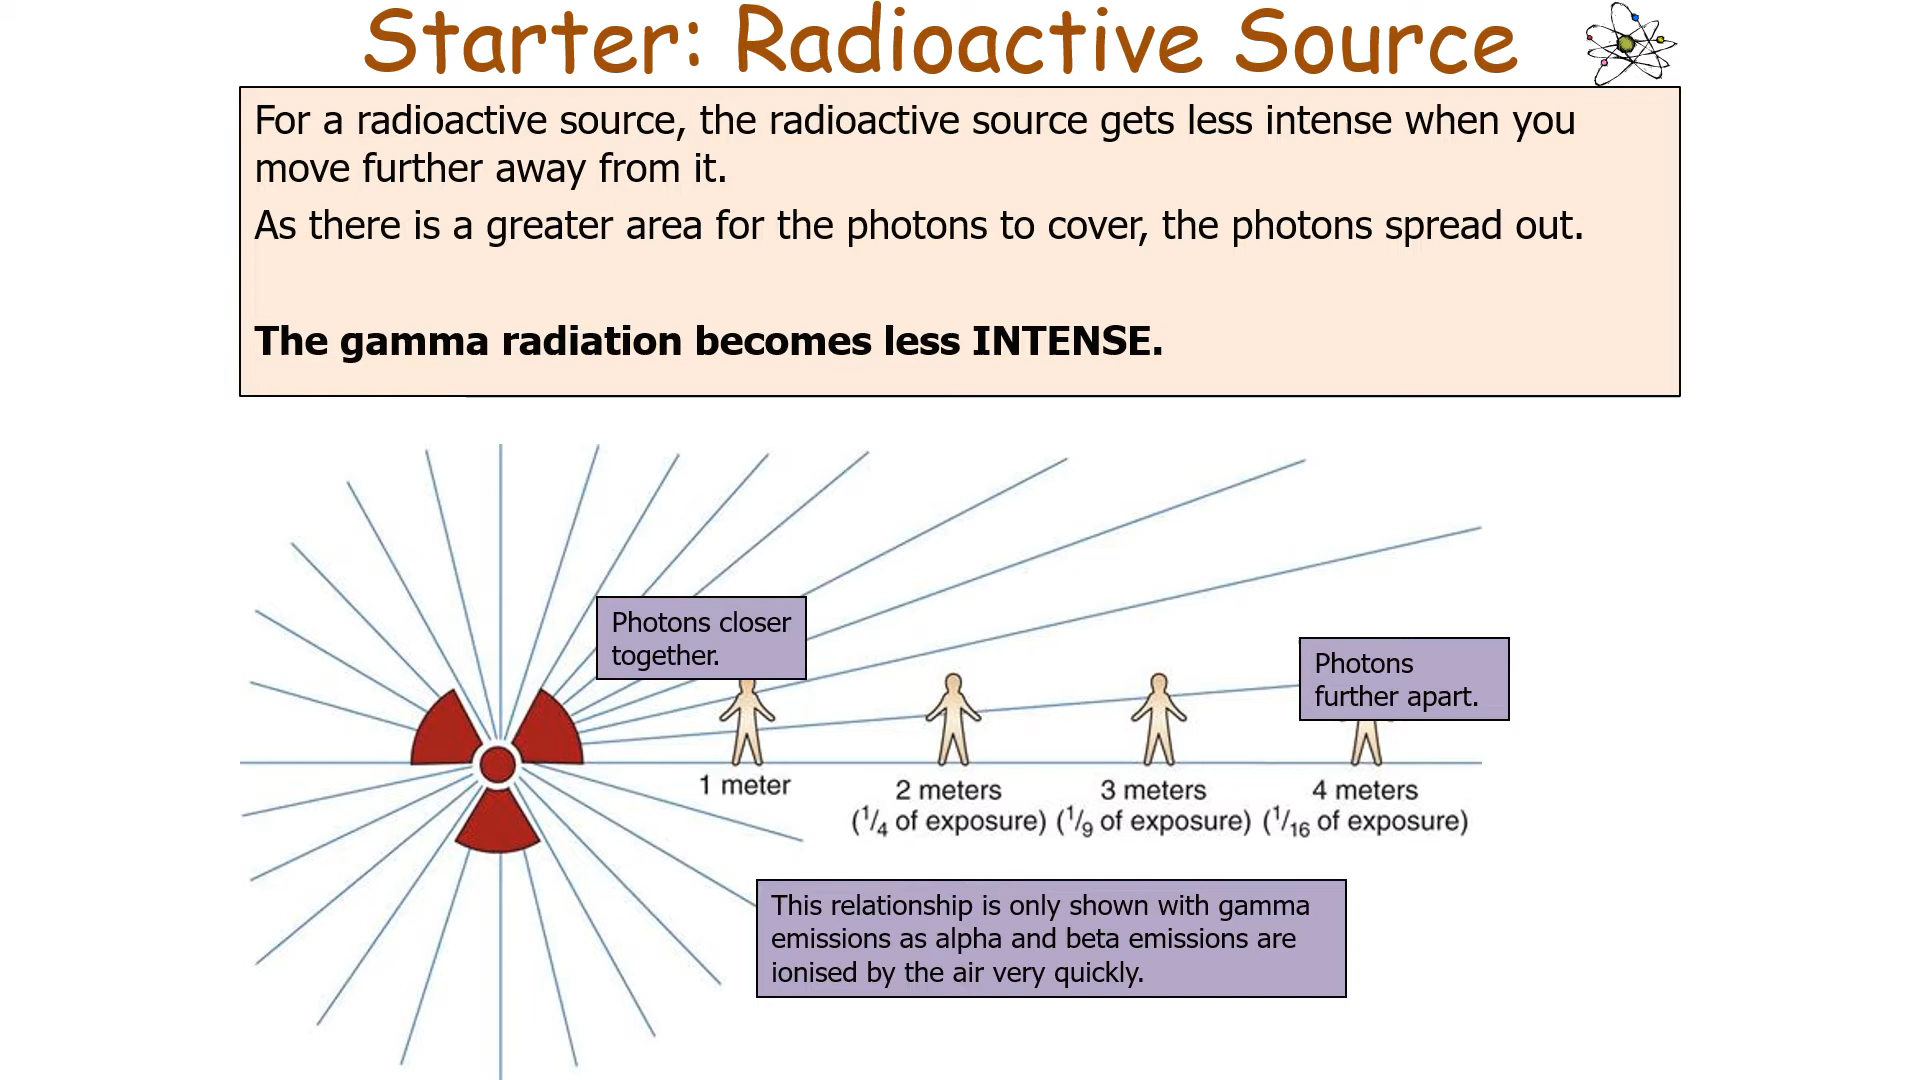 Starter: Radioactive Source
For a radioactive source, the radioactive source gets less intense when you
move further away from it.
As there is a greater area for the photons to cover, the photons spread out.
The gamma radiation becomes less INTENSE.
Photons closer
together.
Photons
further apart.
1 meter
2 meters
(1/4 of exposure)
3 meters
(1/9 of exposure)
4 meters
(1/16 of exposure)
This relationship is only shown with gamma
emissions as alpha and beta emissions are
ionised by the air very quickly.